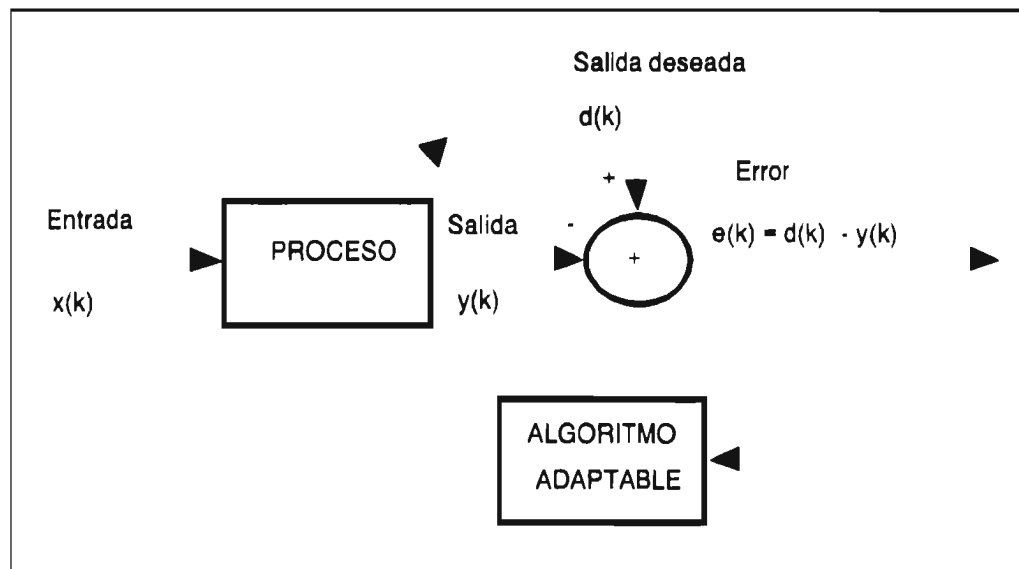 Salida deseada
d(k)
+
Error
Entrada
PROCESO
Salida
-
e(k) = d(k) - y(k)
+
x(k)
y(k)
ALGORITMO
ADAPTABLE